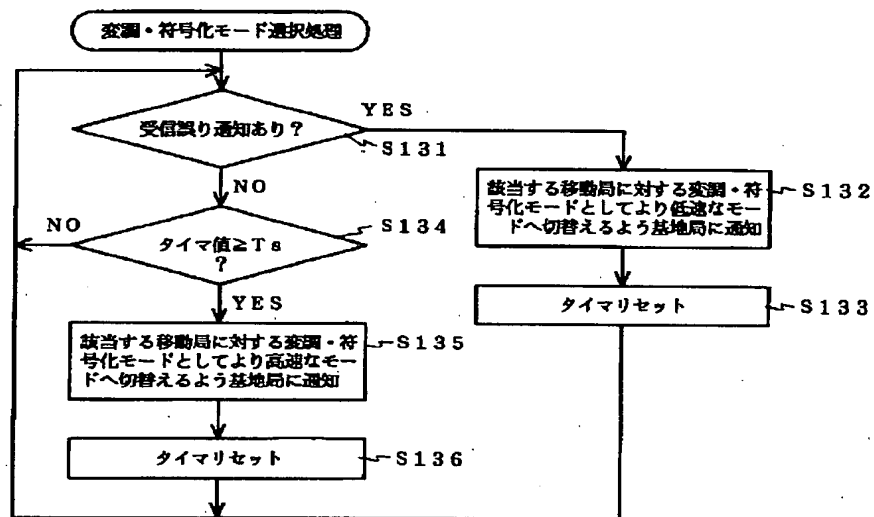 変調・符号化モード選択処理
受信誤り通知あり？
YES
S131
NO
該当する移動局に対する変調・符
号化モードとしてより低速なモー
ドへ切替えるよう基地局に通知
S132
タイマ値≧Ts
？
NO
S134
YES
タイマリセット
S133
該当する移動局に対する変調・符
号化モードとしてより高速なモー
ドへ切替えるよう基地局に通知
S135
タイマリセット
S136